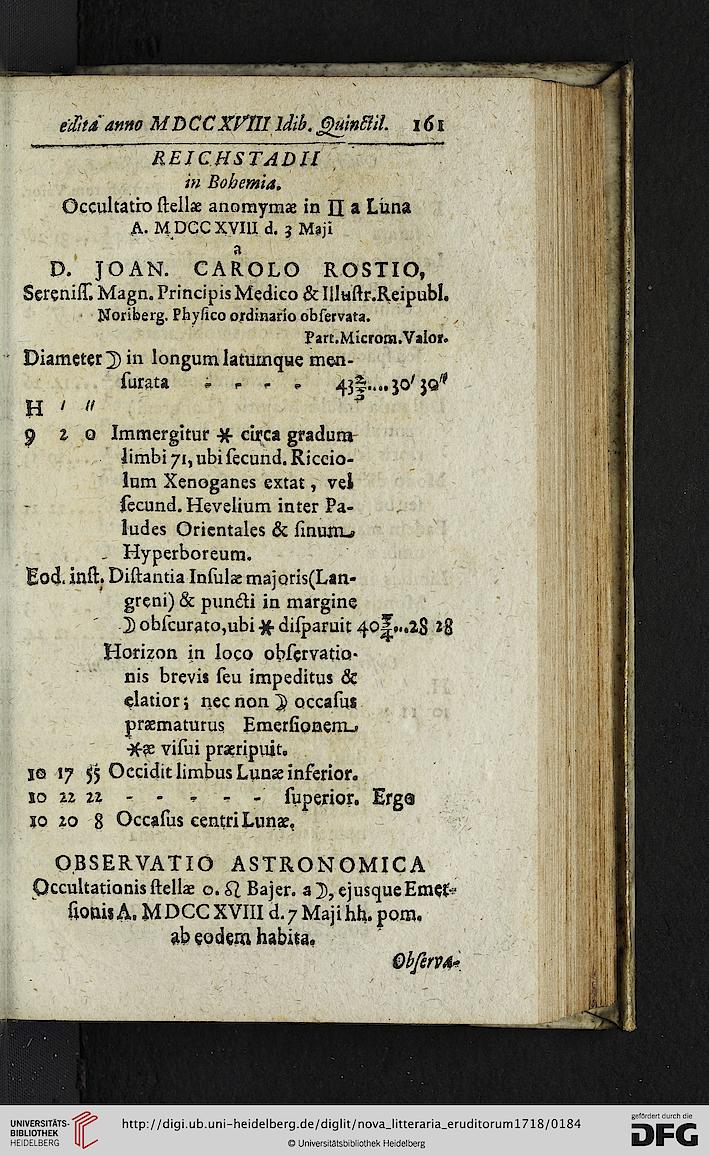 edita anno MDCCXVIII Idib. Quinctil. 161
REICHSTADII
in Bohemia.
Occultatio ſtellæ anomymæ in ♊ a Luna
A. MDCCXVIII d. 3 Maji
a
D. JOAN. CAROLO ROSTIO,
Sereniſſ. Magn. Principis Medico & Illuſtr. Reipubl.
Noriberg. Phyſico ordinario obſervata.
Part. Microm. Valor.
Diameter ☽ in longum latumque men-
ſurata - - - - 43⅔....30′ 30″
H ′ ″
9 2 0 Immergitur * circa gradum
limbi 71, ubi ſecund. Riccio-
lum Xenoganes extat, vel
ſecund. Hevelium inter Pa-
ludes Orientales & ſinum
Hyperboreum.
Eod. inſt. Diſtantia Inſulæ majoris (Lan-
greni) & puncti in margine
☽ obſcurato, ubi * diſparuit 40¾...28 28
Horizon in loco obſervatio-
nis brevis ſeu impeditus &
elatior; nec non ☽ occaſus
præmaturus Emerſionem
*æ viſui præripuit.
10 17 55 Occidit limbus Lunæ inferior.
10 22 22 - - - - - ſuperior. Ergo
10 20 8 Occaſus centri Lunæ.
OBSERVATIO ASTRONOMICA
Occultationis ſtellæ o. ♌ Bajer. a ☽, ejusque Emer-
ſionis A. MDCCXVIII d. 7 Maji hh. pom.
ab eodem habita.
Obſerva-
UNIVERSITÄTS-
BIBLIOTHEK
HEIDELBERG
http://digi.ub.uni-heidelberg.de/diglit/nova_litteraria_eruditorum1718/0184
© Universitätsbibliothek Heidelberg
gefördert durch die
DFG